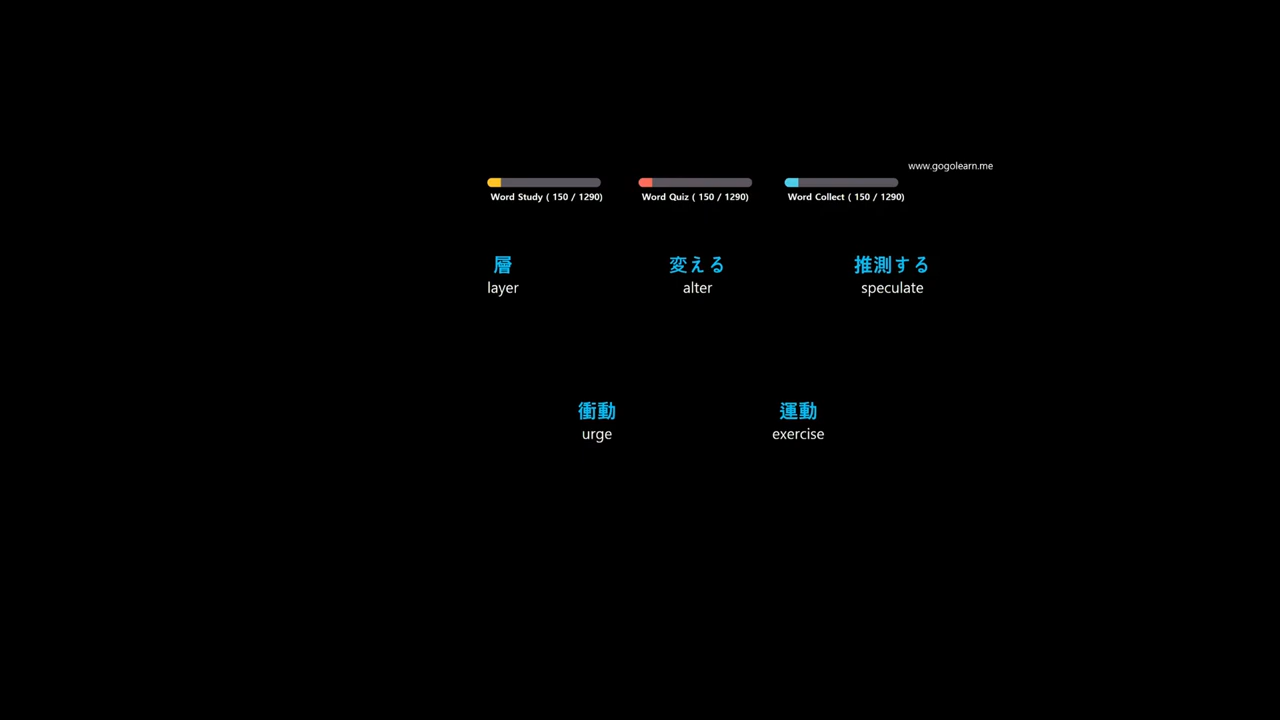 www.gogolearn.me
Word Study ( 150 / 1290)
Word Quiz ( 150 / 1290)
Word Collect ( 150 / 1290)
層
layer
変える
alter
推測する
speculate
衝動
urge
運動
exercise